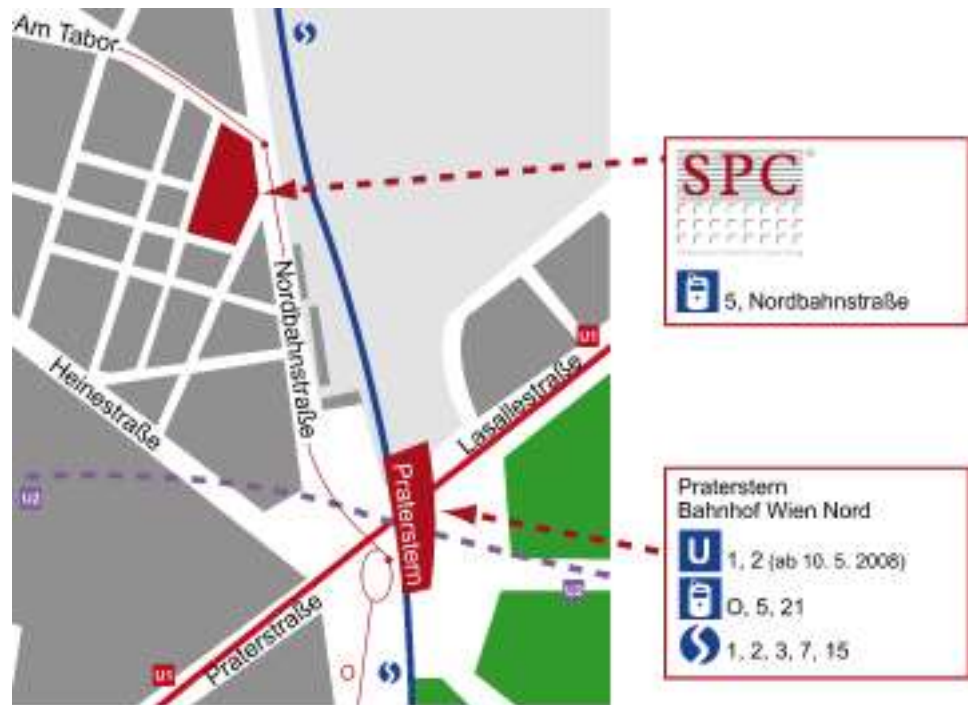 Am Tabor
SPC
5, Nordbahnstraße
Nordbahnstraße
U1
Lasallestraße
Heinestraße
U2
Praterstern
Praterstern
Bahnhof Wien Nord
U 1, 2 (ab 10. 5. 2008)
O, 5, 21
1, 2, 3, 7, 15
U2
Praterstraße
U1
O